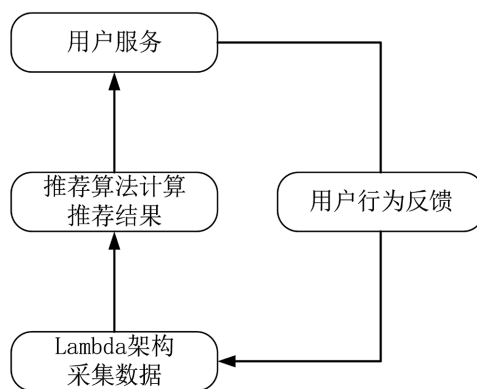 用户服务
推荐算法计算
推荐结果
用户行为反馈
Lambda架构
采集数据